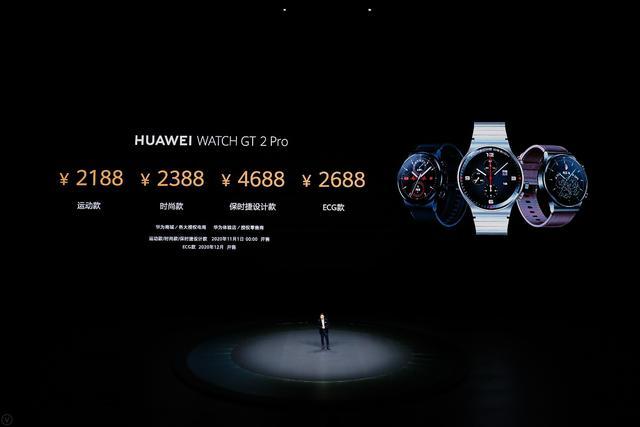 HUAWEI WATCH GT 2 Pro
¥ 2188 ¥ 2388 ¥ 4688 ¥ 2688
运动款 时尚款 保时捷设计款 ECG款
华为商城/各大授权电商 华为体验店/授权零售商
运动款/时尚款/保时捷设计款 2020年11月1日 00:00 开售
ECG款 2020年12月 开售